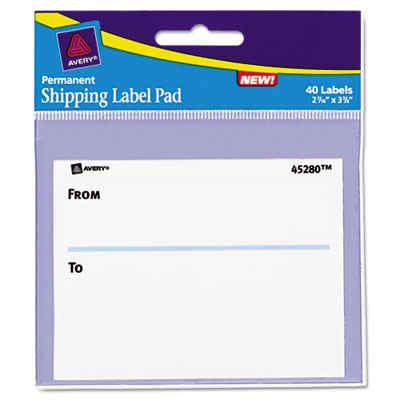 AVERY®
Permanent
Shipping Label Pad
NEW!
40 Labels
AVERY®
45280™
FROM
TO